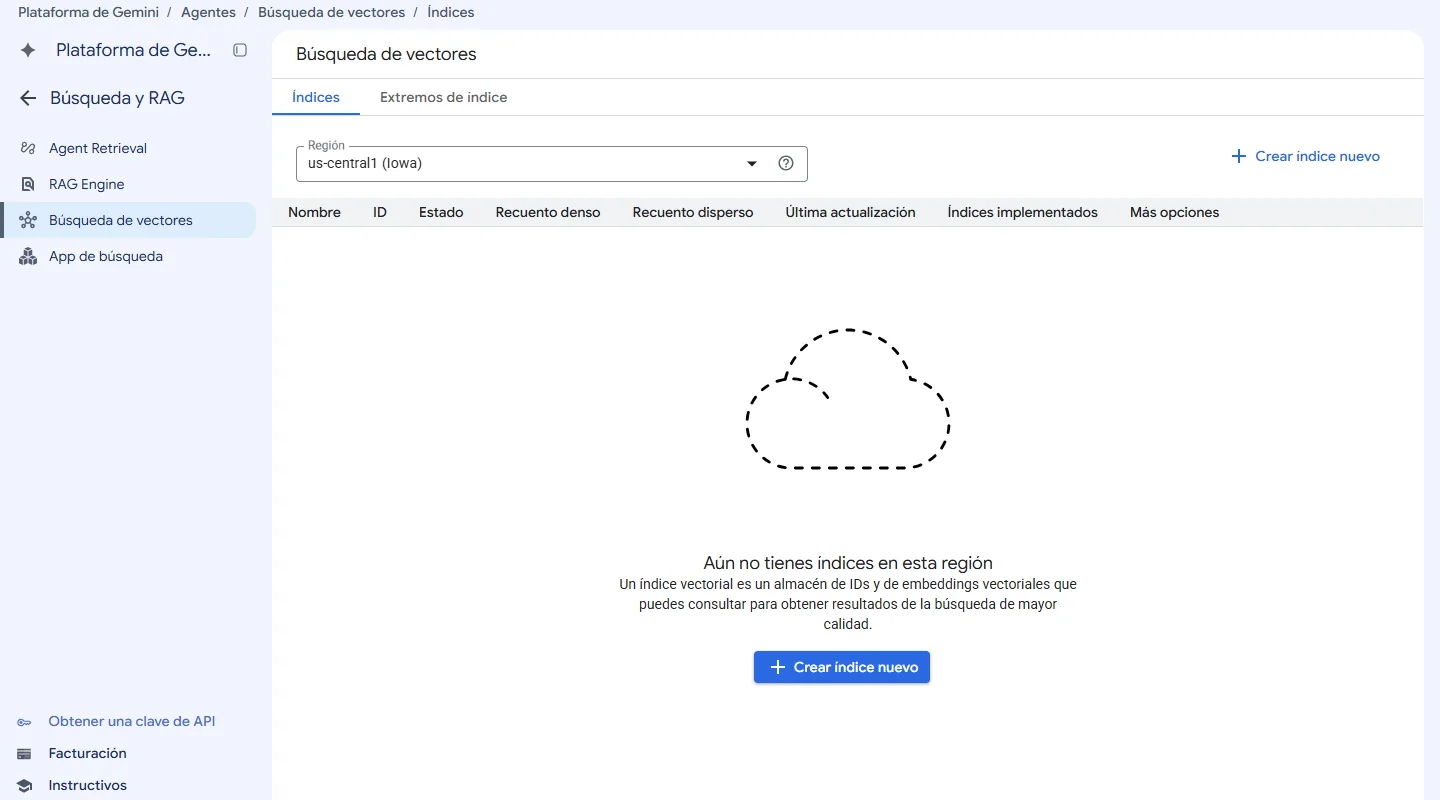 Plataforma de Gemini / Agentes / Búsqueda de vectores / Índices
Plataforma de Ge...
Búsqueda y RAG
Agent Retrieval
RAG Engine
Búsqueda de vectores
App de búsqueda
Obtener una clave de API
Facturación
Instructivos
Búsqueda de vectores
Índices Extremos de índice
Región
us-central1 (Iowa)
Crear índice nuevo
Nombre ID Estado Recuento denso Recuento disperso Última actualización Índices implementados Más opciones
Aún no tienes índices en esta región
Un índice vectorial es un almacén de IDs y de embeddings vectoriales que
puedes consultar para obtener resultados de la búsqueda de mayor
calidad.
Crear índice nuevo